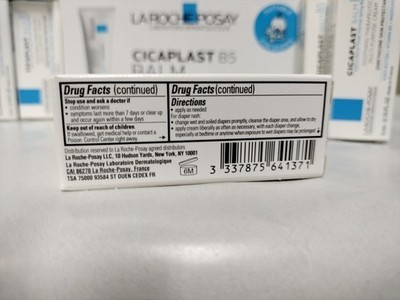 LA ROCHE-POSAY
CICAPLAST B5
BALM
Drug Facts (continued)
Stop use and ask a doctor if
• condition worsens
• symptoms last more than 7 days or clear up
and occur again within a few days
Keep out of reach of children.
If swallowed, get medical help or contact a
Poison Control Center right away.
Drug Facts (continued)
Directions
• apply as needed
For diaper rash:
• change wet and soiled diapers promptly, cleanse the diaper area, and allow to dry
• apply cream liberally as often as necessary, with each diaper change,
especially at bedtime or anytime when exposure to wet diapers may be prolonged
Distribution reserved to La Roche-Posay agreed distributors
La Roche-Posay LLC, 10 Hudson Yards, New York, NY 10001
La Roche-Posay Laboratoire Dermatologique
CAI 86270 La Roche-Posay, France
TSA 75000 93584 ST OUEN CEDEX FR
6M
3 337875 641371
CICAPLAST BALM